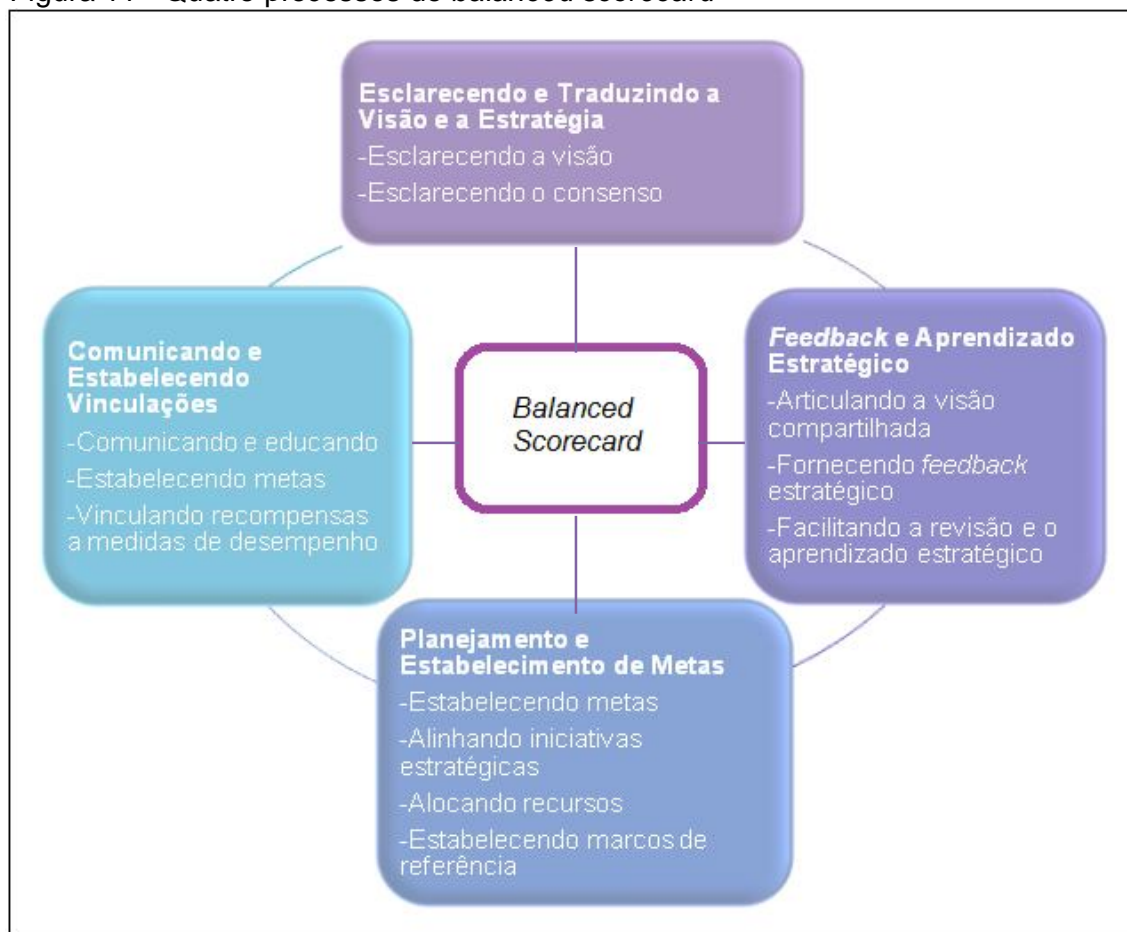 Esclarecendo e Traduzindo a
Visão e a Estratégia
-Esclarecendo a visão
-Esclarecendo o consenso
Comunicando e
Estabelecendo
Vinculações
-Comunicando e educando
-Estabelecendo metas
-Vinculando recompensas
a medidas de desempenho
Balanced
Scorecard
Feedback e Aprendizado
Estratégico
-Articulando a visão
compartilhada
-Fornecendo feedback
estratégico
-Facilitando a revisão e o
aprendizado estratégico
Planejamento e
Estabelecimento de Metas
-Estabelecendo metas
-Alinhando iniciativas
estratégicas
-Alocando recursos
-Estabelecendo marcos de
referência